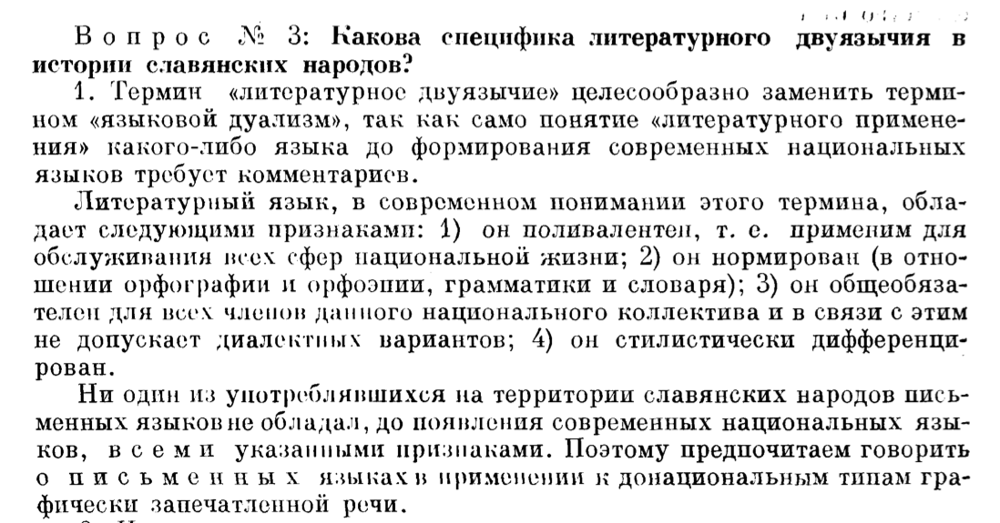 Вопрос № 3: Какова специфика литературного двуязычия в
истории славянских народов?
1. Термин «литературное двуязычие» целесообразно заменить терми-
ном «языковой дуализм», так как само понятие «литературного примене-
ния» какого-либо языка до формирования современных национальных
языков требует комментариев.
Литературный язык, в современном понимании этого термина, обла-
дает следующими признаками: 1) он поливалентен, т. е. применим для
обслуживания всех сфер национальной жизни; 2) он нормирован (в отно-
шении орфографии и орфоэпии, грамматики и словаря); 3) он общеобяза-
телен для всех членов данного национального коллектива и в связи с этим
не допускает диалектных вариантов; 4) он стилистически дифференци-
рован.
Ни один из употреблявшихся на территории славянских народов пись-
менных языков не обладал, до появления современных национальных язы-
ков, всеми указанными признаками. Поэтому предпочитаем говорить
о письменных языках в применении к донациональным типам гра-
фически запечатленной речи.